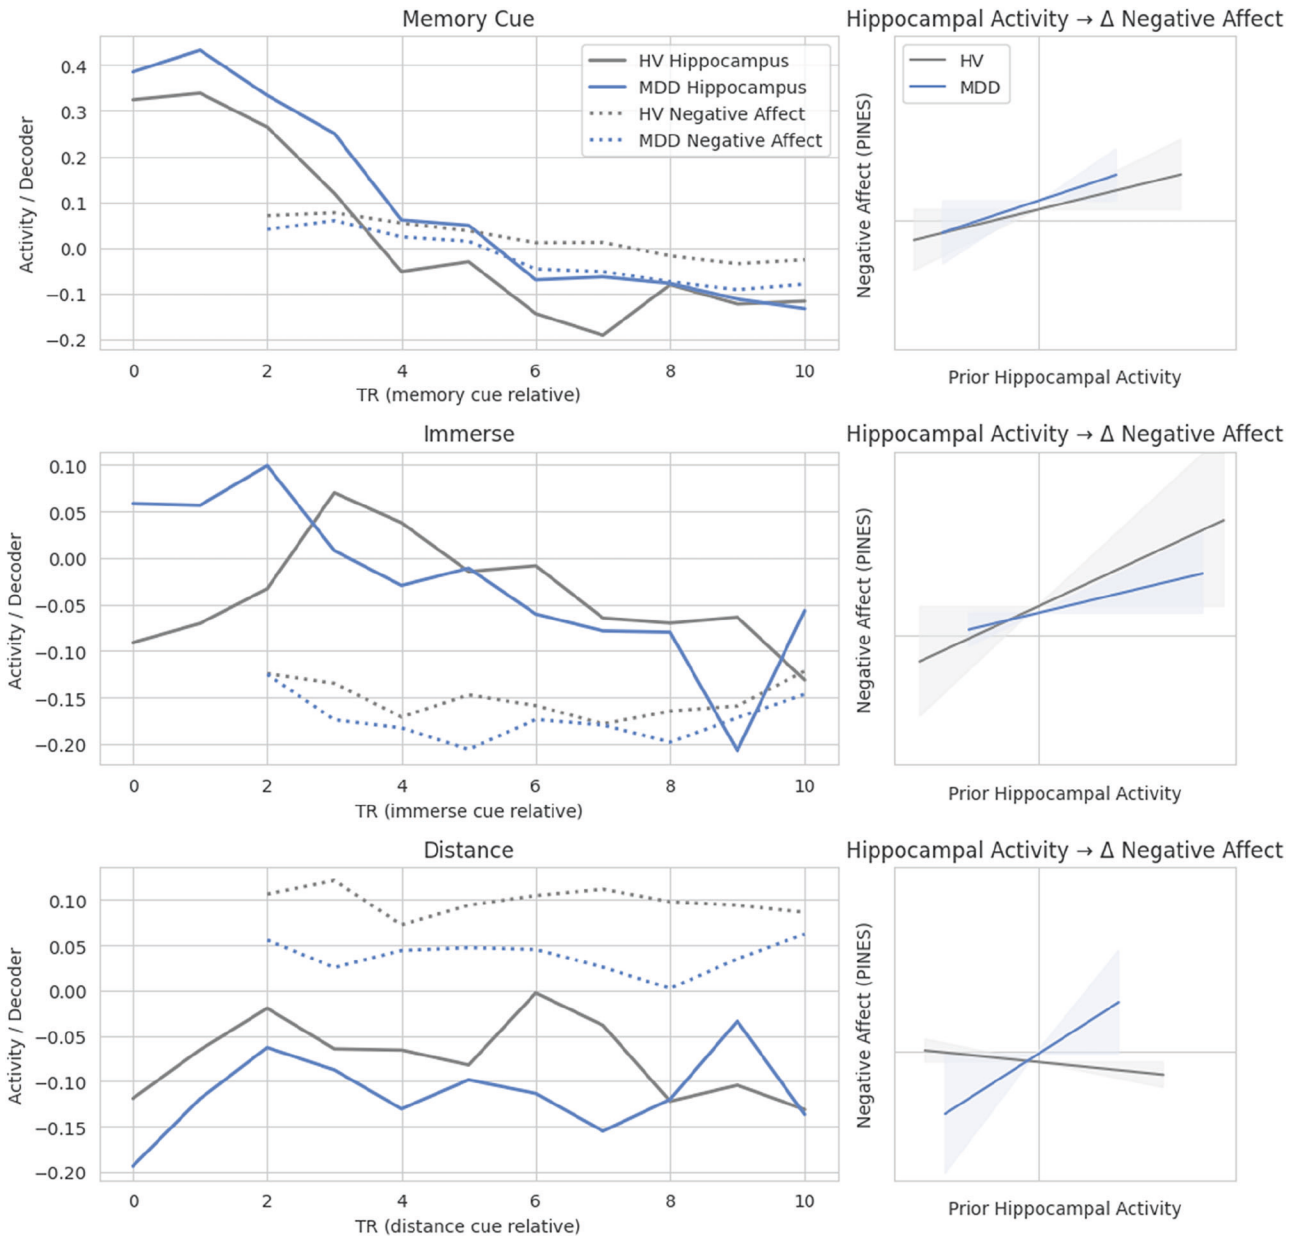 Memory Cue
Activity / Decoder
0.4
0.3
0.2
0.1
0.0
−0.1
−0.2
HV Hippocampus
MDD Hippocampus
HV Negative Affect
MDD Negative Affect
0 2 4 6 8 10
TR (memory cue relative)
Hippocampal Activity → Δ Negative Affect
HV
MDD
Negative Affect (PINES)
Prior Hippocampal Activity
Immerse
Activity / Decoder
0.10
0.05
0.00
−0.05
−0.10
−0.15
−0.20
0 2 4 6 8 10
TR (immerse cue relative)
Hippocampal Activity → Δ Negative Affect
Negative Affect (PINES)
Prior Hippocampal Activity
Distance
Activity / Decoder
0.10
0.05
0.00
−0.05
−0.10
−0.15
−0.20
0 2 4 6 8 10
TR (distance cue relative)
Hippocampal Activity → Δ Negative Affect
Negative Affect (PINES)
Prior Hippocampal Activity